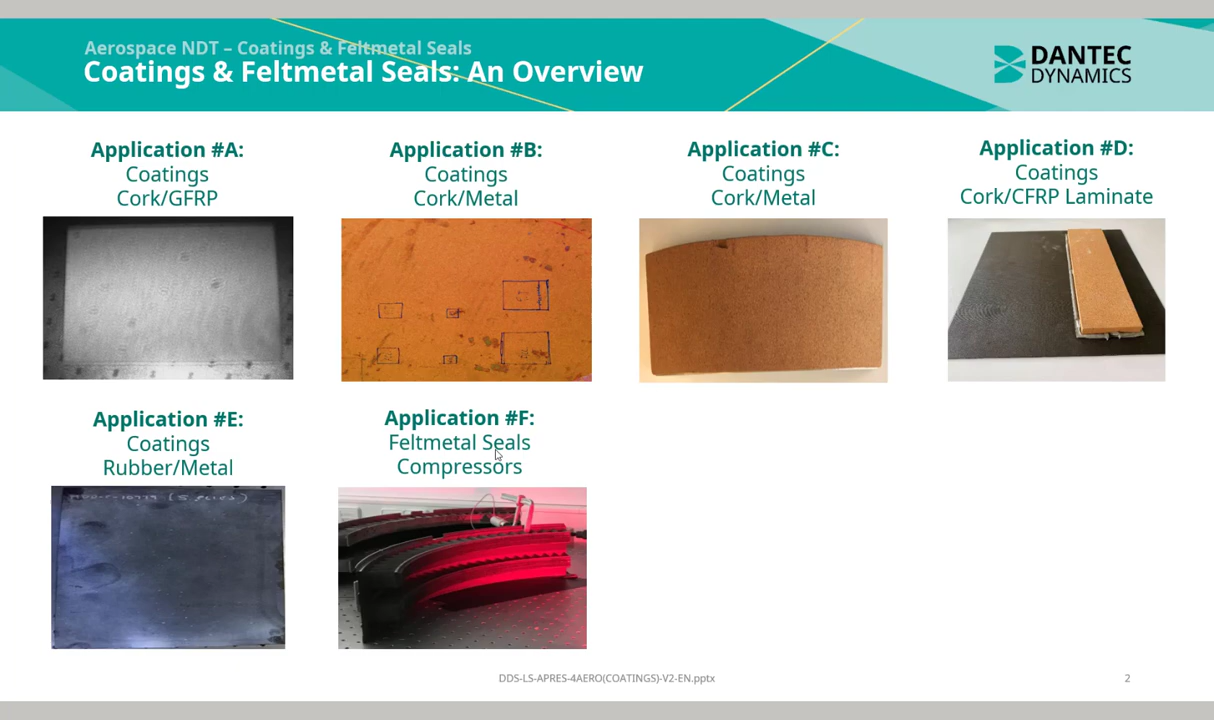 Aerospace NDT – Coatings & Feltmetal Seals
Coatings & Feltmetal Seals: An Overview
DANTEC
DYNAMICS
Application #A:
Coatings
Cork/GFRP
Application #B:
Coatings
Cork/Metal
Application #C:
Coatings
Cork/Metal
Application #D:
Coatings
Cork/CFRP Laminate
Application #E:
Coatings
Rubber/Metal
Application #F:
Feltmetal Seals
Compressors
DDS-LS-APRES-4AERO(COATINGS)-V2-EN.pptx
2